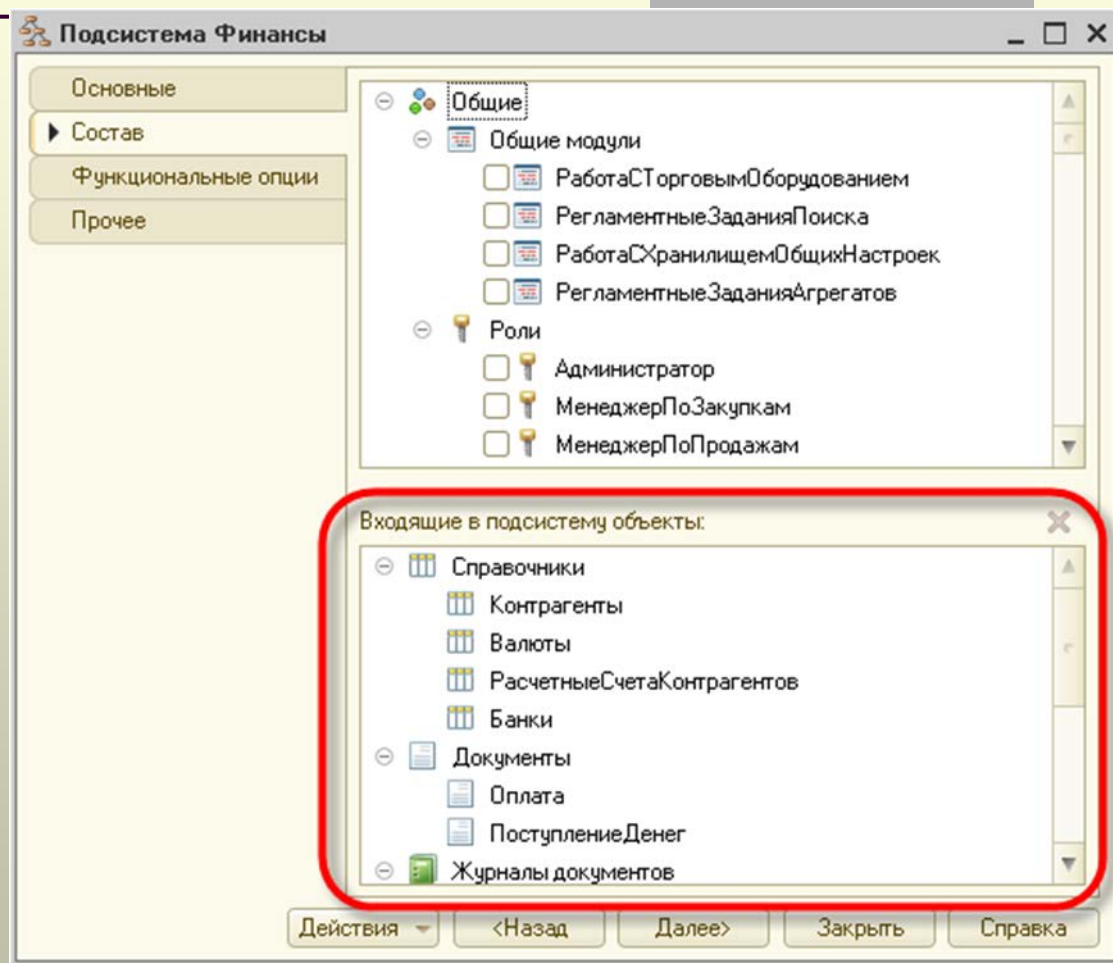 Подсистема Финансы
Основные
Состав
Функциональные опции
Прочее
Общие
Общие модули
РаботаСТорговымОборудованием
РегламентныеЗаданияПоиска
РаботаСХранилищемОбщихНастроек
РегламентныеЗаданияАгрегатов
Роли
Администратор
МенеджерПоЗакупкам
МенеджерПоПродажам
Входящие в подсистему объекты:
Справочники
Контрагенты
Валюты
РасчетныеСчетаКонтрагентов
Банки
Документы
Оплата
ПоступлениеДенег
Журналы документов
Действия <Назад Далее> Закрыть Справка